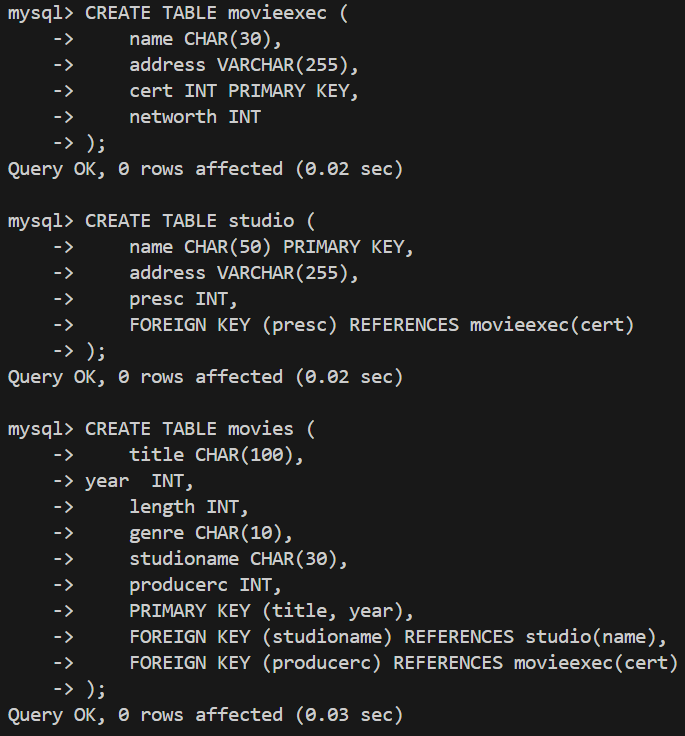 mysql> CREATE TABLE movieexec (
    ->     name CHAR(30),
    ->     address VARCHAR(255),
    ->     cert INT PRIMARY KEY,
    ->     networth INT
    -> );
Query OK, 0 rows affected (0.02 sec)

mysql> CREATE TABLE studio (
    ->     name CHAR(50) PRIMARY KEY,
    ->     address VARCHAR(255),
    ->     presc INT,
    ->     FOREIGN KEY (presc) REFERENCES movieexec(cert)
    -> );
Query OK, 0 rows affected (0.02 sec)

mysql> CREATE TABLE movies (
    ->     title CHAR(100),
    -> year  INT,
    ->     length INT,
    ->     genre CHAR(10),
    ->     studioname CHAR(30),
    ->     producerc INT,
    ->     PRIMARY KEY (title, year),
    ->     FOREIGN KEY (studioname) REFERENCES studio(name),
    ->     FOREIGN KEY (producerc) REFERENCES movieexec(cert)
    -> );
Query OK, 0 rows affected (0.03 sec)